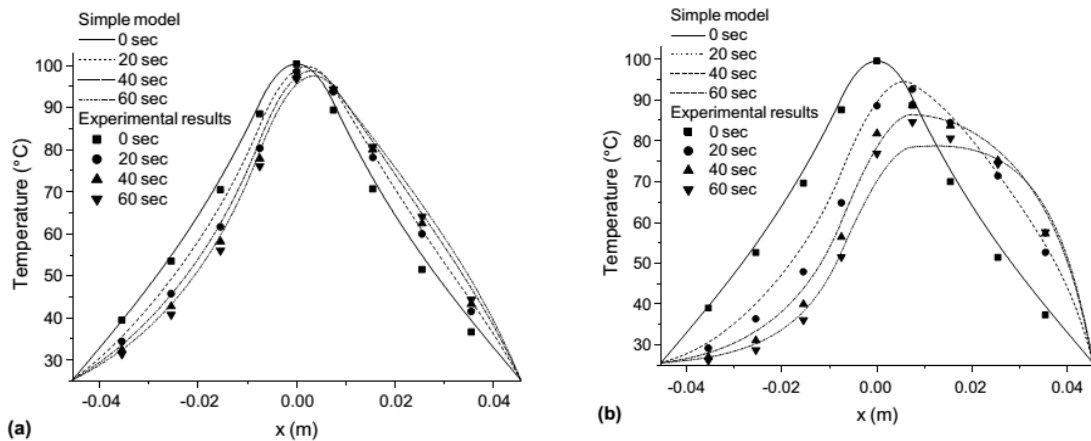 Simple model
0 sec
20 sec
40 sec
60 sec
Experimental results
0 sec
20 sec
40 sec
60 sec
Temperature (°C)
100
90
80
70
60
50
40
30
-0.04
-0.02
0.00
0.02
0.04
x (m)
(a)
Simple model
0 sec
20 sec
40 sec
60 sec
Experimental results
0 sec
20 sec
40 sec
60 sec
Temperature (°C)
100
90
80
70
60
50
40
30
-0.04
-0.02
0.00
0.02
0.04
x (m)
(b)